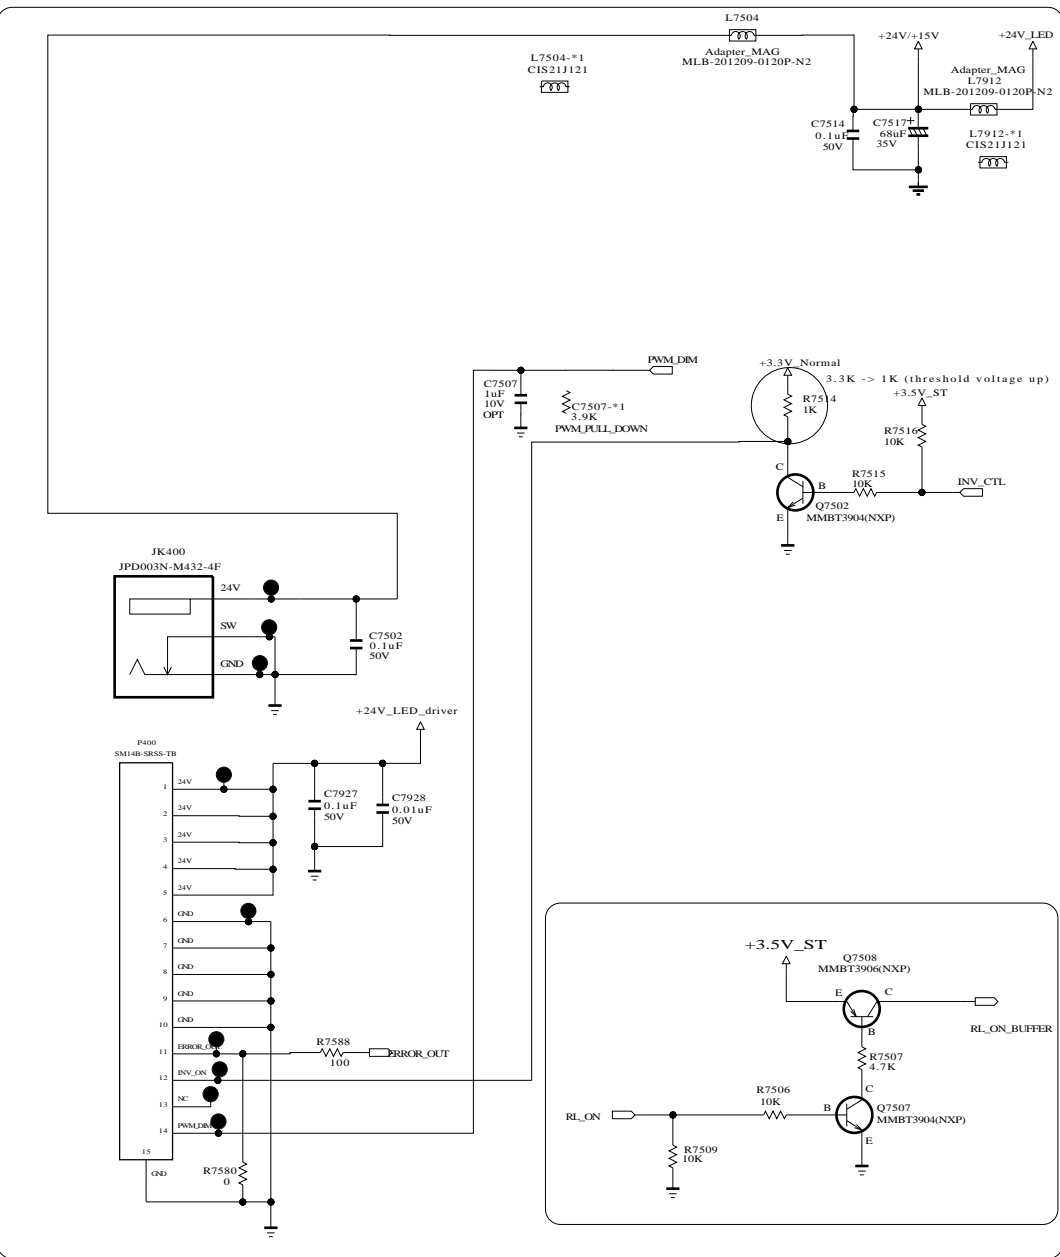 L7504
Adapter_MAG
MLB-201209-0120P-N2
L7504-*1
CIS21J121
+24V/+15V
+24V_LED
Adapter_MAG
L7912
MLB-201209-0120P-N2
C7514
0.1uF
50V
C7517
+
68uF
35V
L7912-*1
CIS21J121
PWM_DIM
C7507
1uF
10V
OPT
C7507-*1
3.9K
PWM_PULL_DOWN
+3.3V_Normal
3.3K -> 1K (threshold voltage up)
R7514
1K
+3.5V_ST
R7516
10K
C
B
E
R7515
10K
INV_CTL
Q7502
MMBT3904(NXP)
JK400
JPD003N-M432-4F
24V
SW
GND
C7502
0.1uF
50V
+24V_LED_driver
P400
SM14B-SRSS-TB
C7927
0.1uF
50V
C7928
0.01uF
50V
1 24V
2 24V
3 24V
4 24V
5 24V
6 GND
7 GND
8 GND
9 GND
10 GND
11 ERROR_OUT
12 INV_ON
13 NC
14 PWM_DIM
15
GND
R7588
100
ERROR_OUT
R7580
0
+3.5V_ST
Q7508
MMBT3906(NXP)
E
C
B
RL_ON_BUFFER
R7507
4.7K
R7506
10K
RL_ON
B
C
E
Q7507
MMBT3904(NXP)
R7509
10K